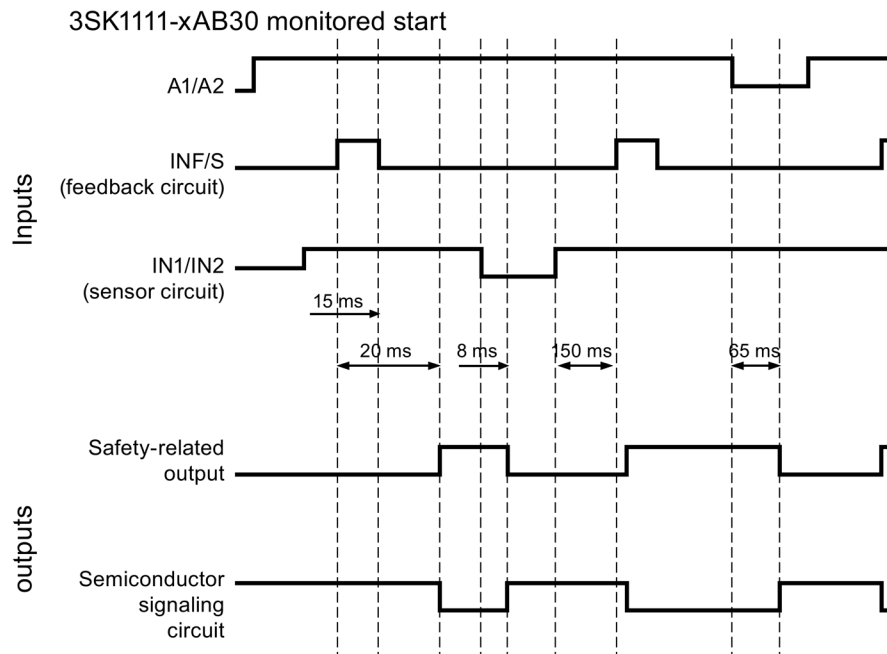 3SK1111-xAB30 monitored start
Inputs
A1/A2
INF/S
(feedback circuit)
IN1/IN2
(sensor circuit)
15 ms
20 ms
8 ms
150 ms
65 ms
outputs
Safety-related
output
Semiconductor
signaling
circuit